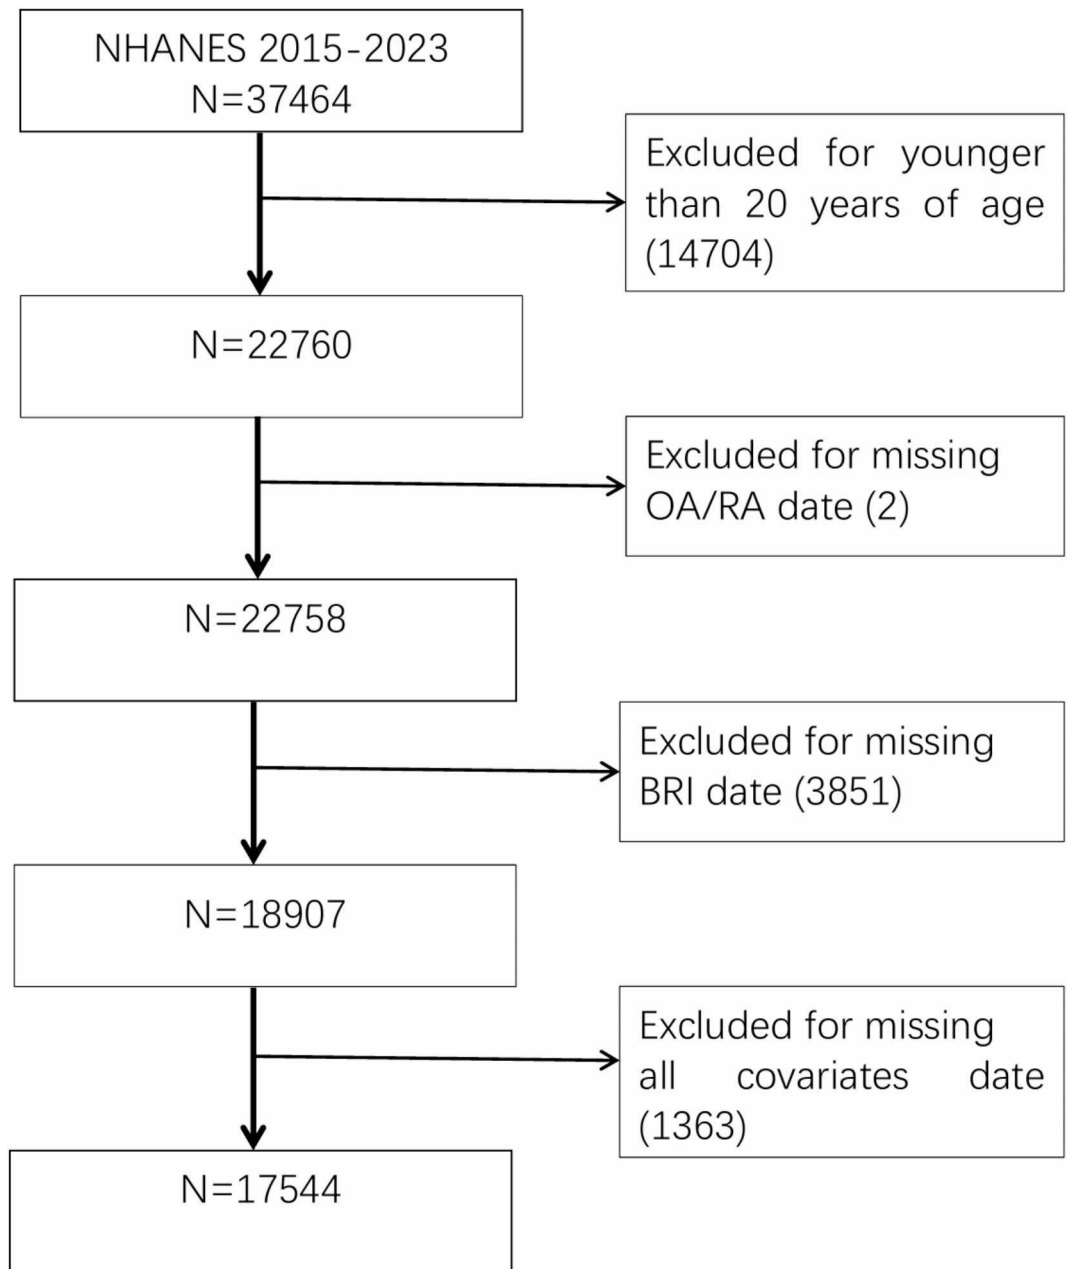 NHANES 2015-2023
N=37464
Excluded for younger
than 20 years of age
(14704)
N=22760
Excluded for missing
OA/RA date (2)
N=22758
Excluded for missing
BRI date (3851)
N=18907
Excluded for missing
all covariates date
(1363)
N=17544